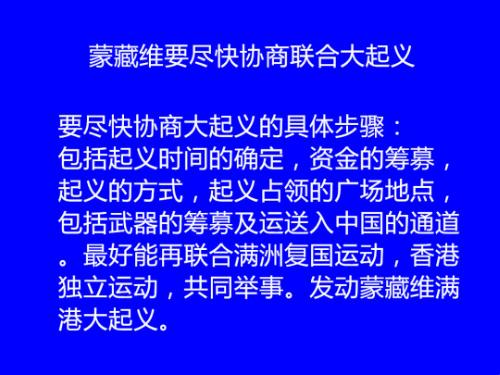 蒙藏维要尽快协商联合大起义
要尽快协商大起义的具体步骤：
包括起义时间的确定，资金的筹募，
起义的方式，起义占领的广场地点，
包括武器的筹募及运送入中国的通道
。最好能再联合满洲复国运动，香港
独立运动，共同举事。发动蒙藏维满
港大起义。